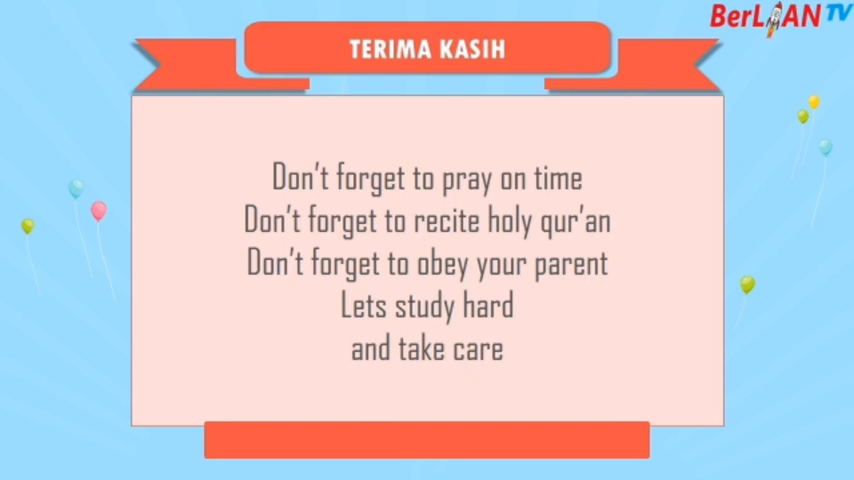 BerLIAN TV
TERIMA KASIH
Don't forget to pray on time
Don't forget to recite holy qur'an
Don't forget to obey your parent
Lets study hard
and take care